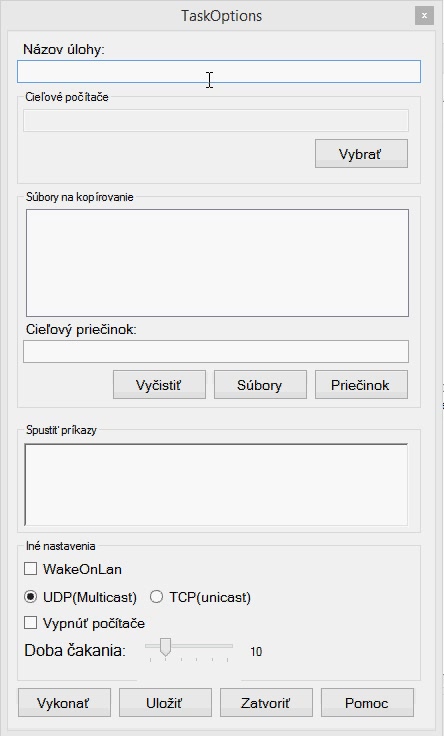 TaskOptions
x
Názov úlohy:
Cieľové počítače
Vybrať
Súbory na kopírovanie
Cieľový priečinok:
Vyčistiť Súbory Priečinok
Spustiť príkazy
Iné nastavenia
WakeOnLan
UDP(Multicast) TCP(unicast)
Vypnúť počítače
Doba čakania: 10
Vykonať Uložiť Zatvoriť Pomoc